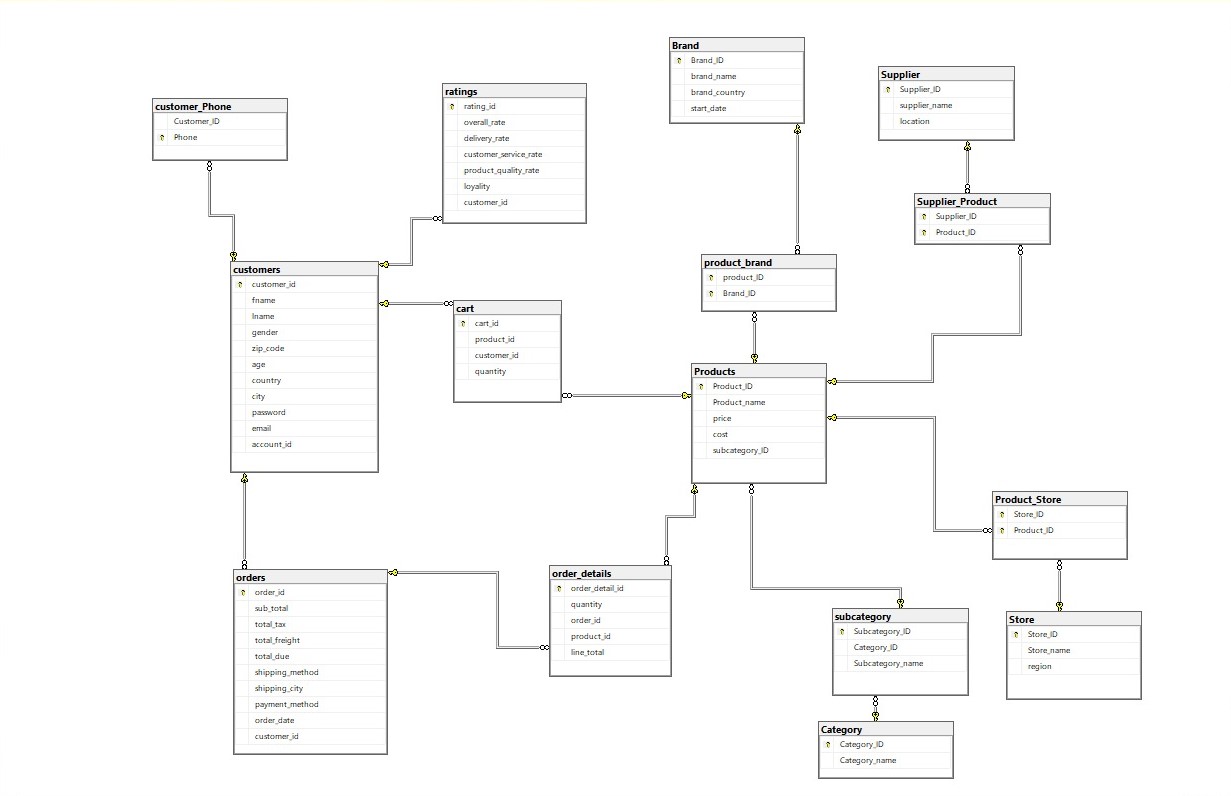 Brand
Brand_ID
brand_name
brand_country
start_date
Supplier
Supplier_ID
supplier_name
location
ratings
rating_id
overall_rate
delivery_rate
customer_service_rate
product_quality_rate
loyality
customer_id
customer_Phone
Customer_ID
Phone
Supplier_Product
Supplier_ID
Product_ID
product_brand
product_ID
Brand_ID
customers
customer_id
fname
lname
gender
zip_code
age
country
city
password
email
account_id
cart
cart_id
product_id
customer_id
quantity
Products
Product_ID
Product_name
price
cost
subcategory_ID
Product_Store
Store_ID
Product_ID
orders
order_id
sub_total
total_tax
total_freight
total_due
shipping_method
shipping_city
payment_method
order_date
customer_id
order_details
order_detail_id
quantity
order_id
product_id
line_total
subcategory
Subcategory_ID
Category_ID
Subcategory_name
Store
Store_ID
Store_name
region
Category
Category_ID
Category_name